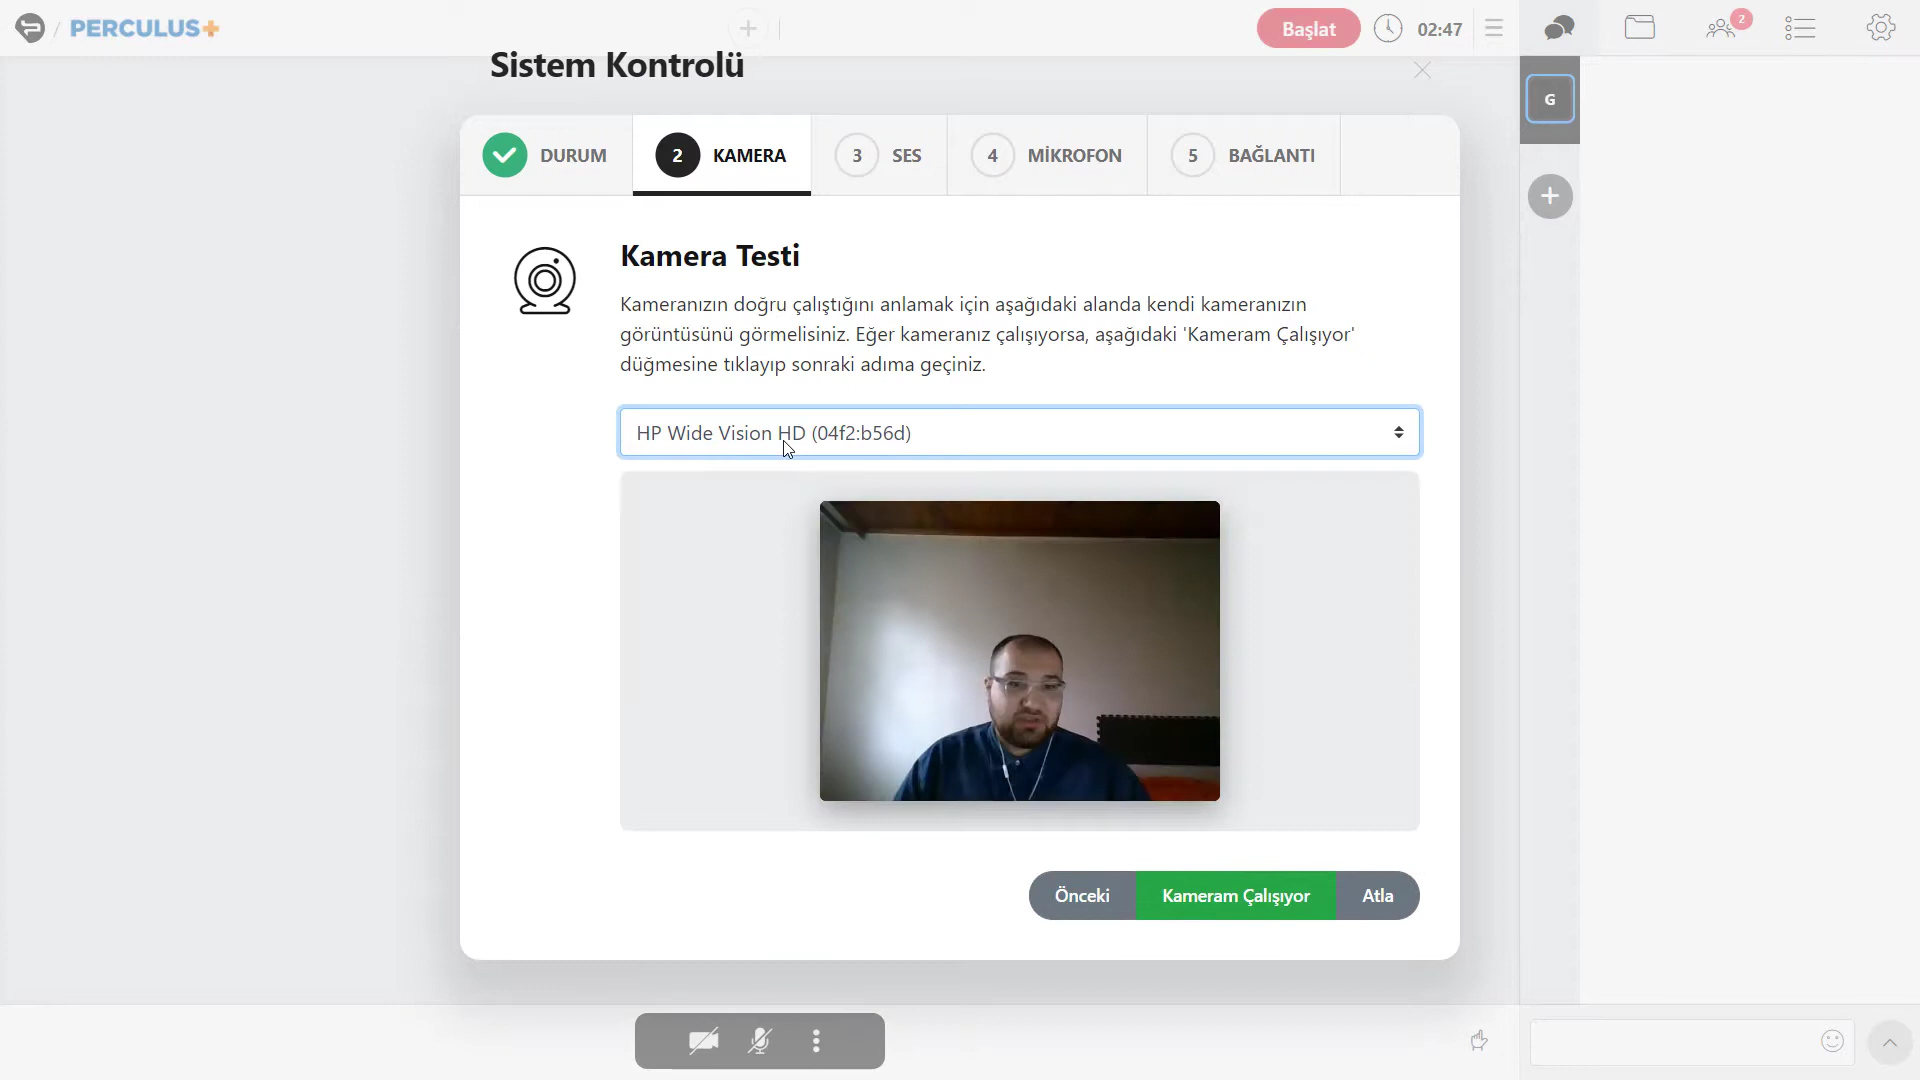 PERCULUS+
Başlat
02:47
2
Sistem Kontrolü
G
DURUM
2 KAMERA
3 SES
4 MİKROFON
5 BAĞLANTI
Kamera Testi
Kameranızın doğru çalıştığını anlamak için aşağıdaki alanda kendi kameranızın
görüntüsünü görmelisiniz. Eğer kameranız çalışıyorsa, aşağıdaki 'Kameram Çalışıyor'
düğmesine tıklayıp sonraki adıma geçiniz.
HP Wide Vision HD (04f2:b56d)
Önceki
Kameram Çalışıyor
Atla